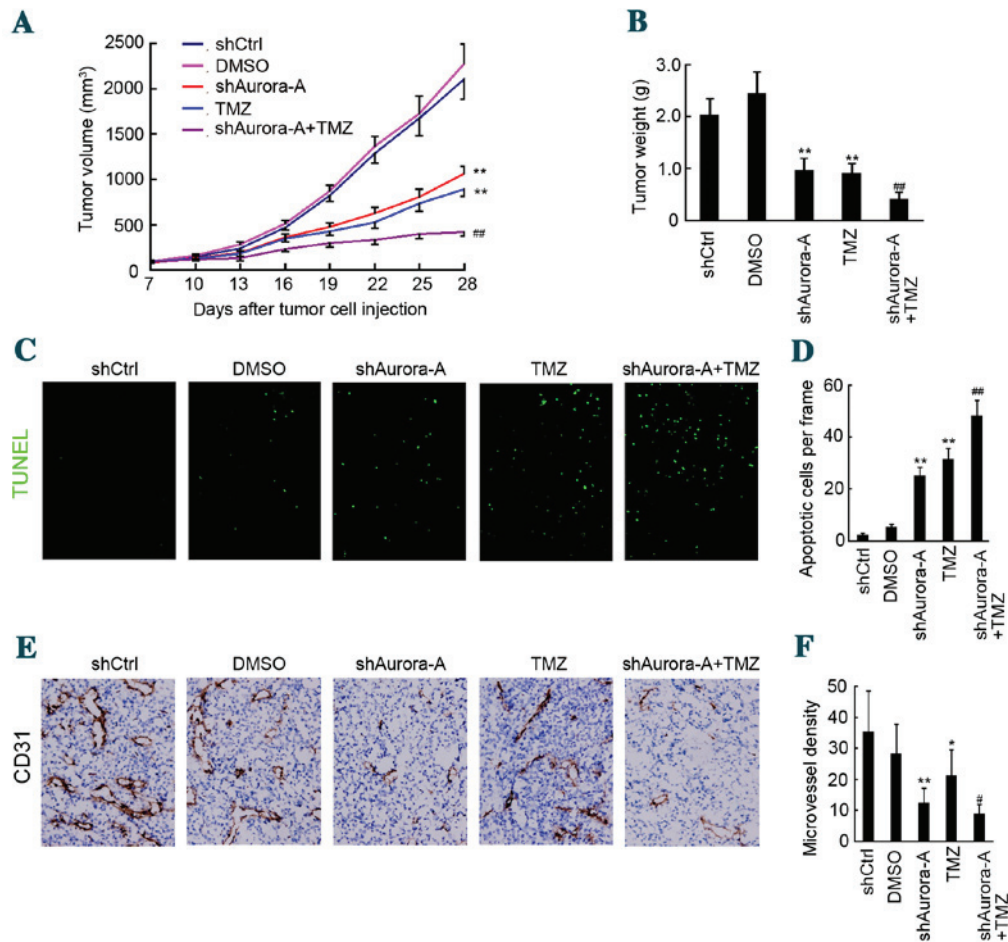 A
Tumor volume (mm³)
2500
2000
1500
1000
500
0
7 10 13 16 19 22 25 28
Days after tumor cell injection
shCtrl
DMSO
shAurora-A
TMZ
shAurora-A+TMZ
**
**
##
B
Tumor weight (g)
3.0
2.0
1.0
0
** ** ##
shCtrl
DMSO
shAurora-A
TMZ
shAurora-A
+TMZ
C
shCtrl DMSO shAurora-A TMZ shAurora-A+TMZ
TUNEL
D
Apoptotic cells per frame
80
60
40
20
0
** ** ##
shCtrl
DMSO
shAurora-A
TMZ
shAurora-A
+TMZ
E
shCtrl DMSO shAurora-A TMZ shAurora-A+TMZ
CD31
F
Microvessel density
50
40
30
20
10
0
** * #
shCtrl
DMSO
shAurora-A
TMZ
shAurora-A
+TMZ